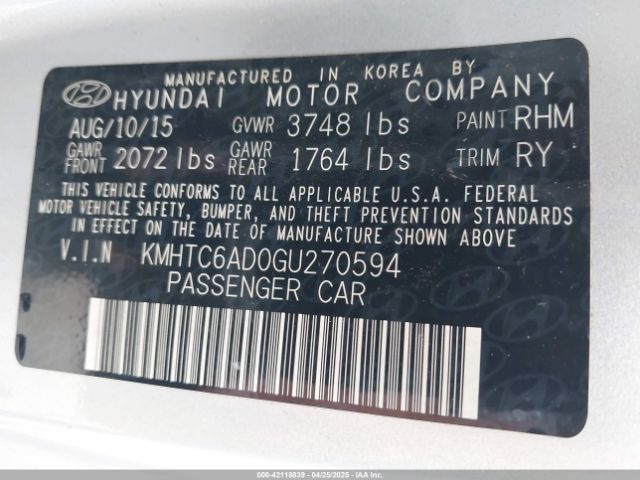 MANUFACTURED IN KOREA BY
HYUNDAI MOTOR COMPANY
AUG/10/15 GVWR 3748 lbs PAINT RHM
GAWR FRONT 2072 lbs GAWR REAR 1764 lbs TRIM RY
THIS VEHICLE CONFORMS TO ALL APPLICABLE U.S.A. FEDERAL
MOTOR VEHICLE SAFETY, BUMPER, AND THEFT PREVENTION STANDARDS
IN EFFECT ON THE DATE OF MANUFACTURE SHOWN ABOVE.
V.I.N KMHTC6AD0GU270594
PASSENGER CAR
000-42118839 - 04/25/2025 - 043342